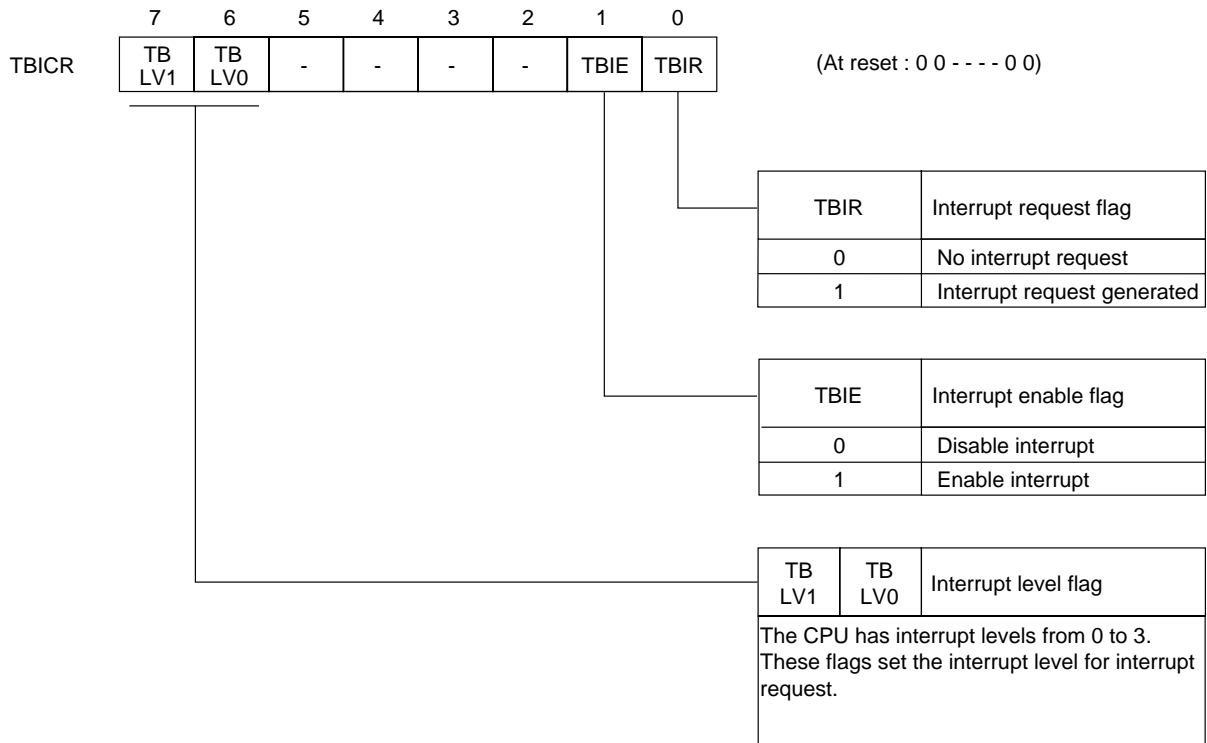 7 6 5 4 3 2 1 0
TBICR TB LV1 TB LV0 - - - - TBIE TBIR (At reset : 0 0 - - - - 0 0)
TBIR Interrupt request flag
0 No interrupt request
1 Interrupt request generated
TBIE Interrupt enable flag
0 Disable interrupt
1 Enable interrupt
TB LV1 TB LV0 Interrupt level flag
The CPU has interrupt levels from 0 to 3.
These flags set the interrupt level for interrupt
request.